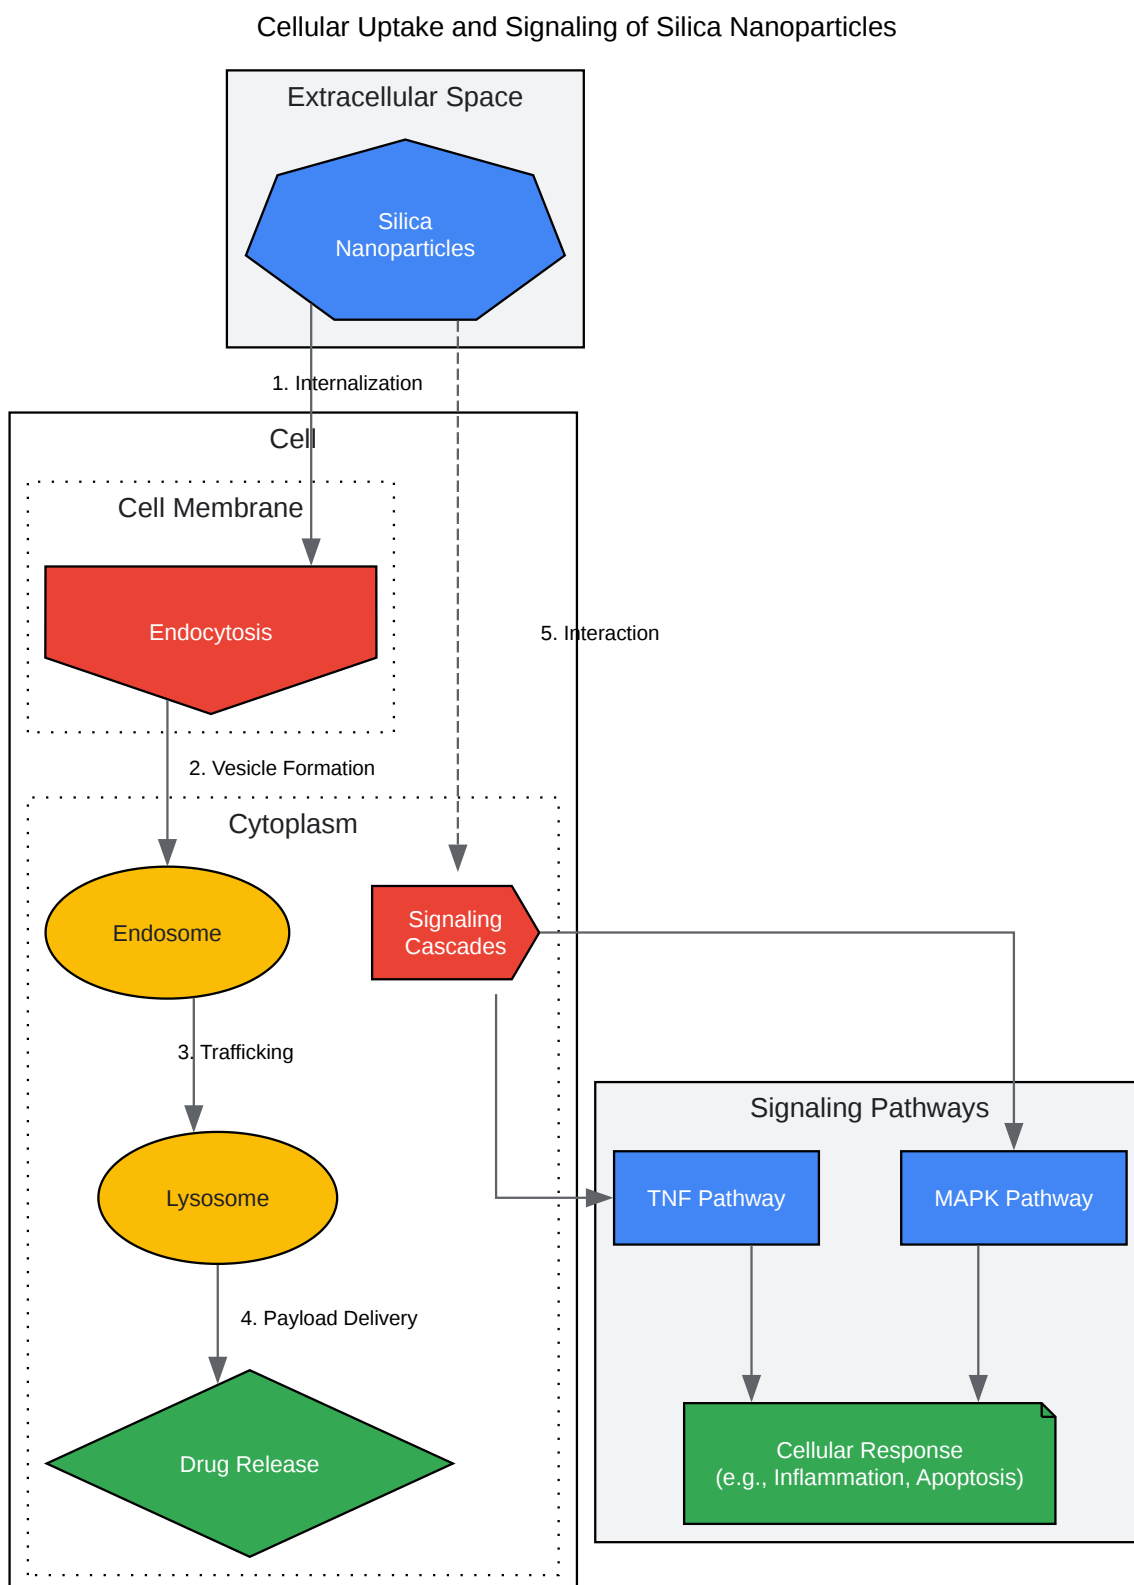 Cellular Uptake and Signaling of Silica Nanoparticles
Extracellular Space
Silica
Nanoparticles
1. Internalization
Cell
Cell Membrane
Endocytosis
5. Interaction
2. Vesicle Formation
Cytoplasm
Endosome
Signaling
Cascades
3. Trafficking
Signaling Pathways
Lysosome
TNF Pathway
MAPK Pathway
4. Payload Delivery
Drug Release
Cellular Response
(e.g., Inflammation, Apoptosis)